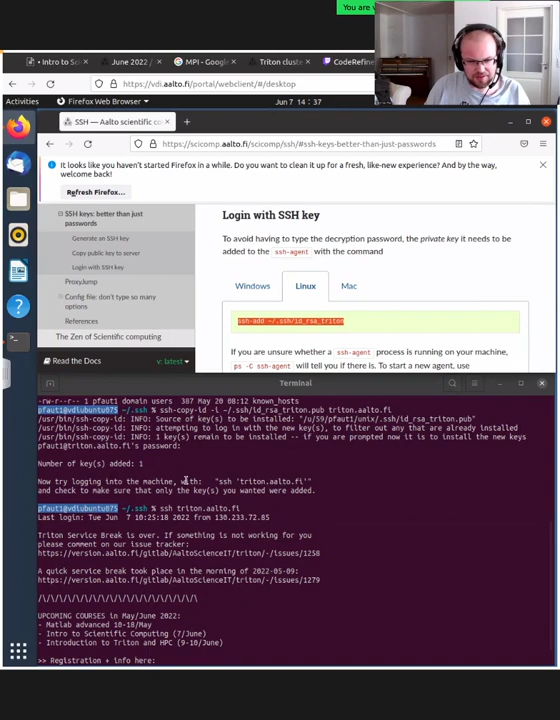 You are
Intro to S
June 2022 /
MPI - Google
Triton cluste
CodeRefine
https://vdi.aalto.fi/portal/webclient/#/desktop
Activities
Firefox Web Browser
Jun 7 14:37
SSH — Aalto scientific co
https://scicomp.aalto.fi/scicomp/ssh/#ssh-keys-better-than-just-passwords
It looks like you haven't started Firefox in a while. Do you want to clean it up for a fresh, like-new experience? And by the way,
welcome back!
Refresh Firefox...
SSH keys: better than just
passwords
Generate an SSH key
Copy public key to server
Login with SSH key
ProxyJump
Config file: don't type so many
options
References
The Zen of Scientific computing
Read the Docs
v: latest
Login with SSH key
To avoid having to type the decryption password, the private key it needs to be
added to the ssh-agent with the command
Windows
Linux
Mac
ssh-add ~/.ssh/id_rsa_triton
If you are unsure whether a ssh-agent process is running on your machine,
ps -C ssh-agent will tell you if there is. To start a new agent, use
Terminal
-rw-r--r-- 1 pfaut1 domain users 387 May 20 08:12 known_hosts
pfaut1@vdiubuntu075 ~/.ssh % ssh-copy-id -i ~/.ssh/id_rsa_triton.pub triton.aalto.fi
/usr/bin/ssh-copy-id: INFO: Source of key(s) to be installed: "/u/59/pfaut1/unix/.ssh/id_rsa_triton.pub"
/usr/bin/ssh-copy-id: INFO: attempting to log in with the new key(s), to filter out any that are already installed
/usr/bin/ssh-copy-id: INFO: 1 key(s) remain to be installed -- if you are prompted now it is to install the new keys
pfaut1@triton.aalto.fi's password:
Number of key(s) added: 1
Now try logging into the machine, with: "ssh 'triton.aalto.fi'"
and check to make sure that only the key(s) you wanted were added.
pfaut1@vdiubuntu075 ~/.ssh % ssh triton.aalto.fi
Last login: Tue Jun 7 10:25:18 2022 from 130.233.72.85
Triton Service Break is over. If something is not working for you
please comment on our issue tracker:
https://version.aalto.fi/gitlab/AaltoScienceIT/triton/-/issues/1258
A quick service break took place in the morning of 2022-05-09:
https://version.aalto.fi/gitlab/AaltoScienceIT/triton/-/issues/1279
/\/\/\/\/\/\/\/\/\/\/\/\/\/\/\/\/\/\
UPCOMING COURSES in May/June 2022:
- Matlab advanced 10-18/May
- Intro to Scientific Computing (7/June)
- Introduction to Triton and HPC (9-10/June)
>> Registration + info here: